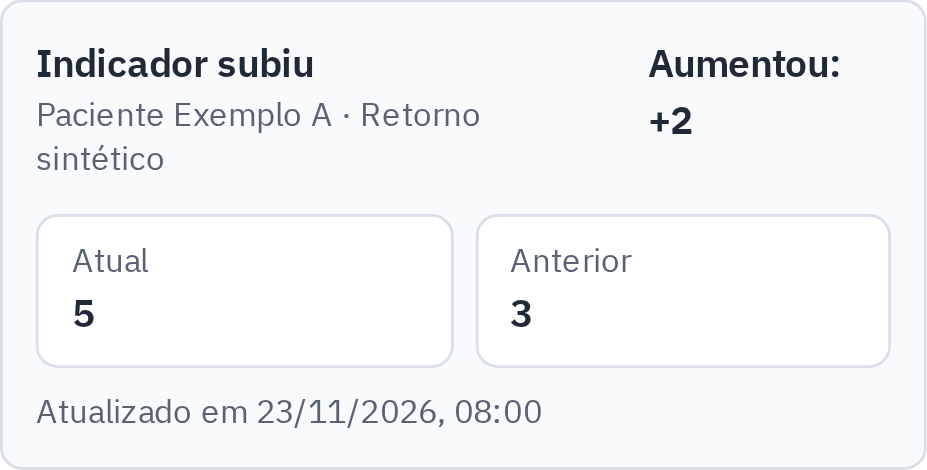 Indicador subiu
Paciente Exemplo A · Retorno
sintético
Aumentou:
+2
Atual
5
Anterior
3
Atualizado em 23/11/2026, 08:00